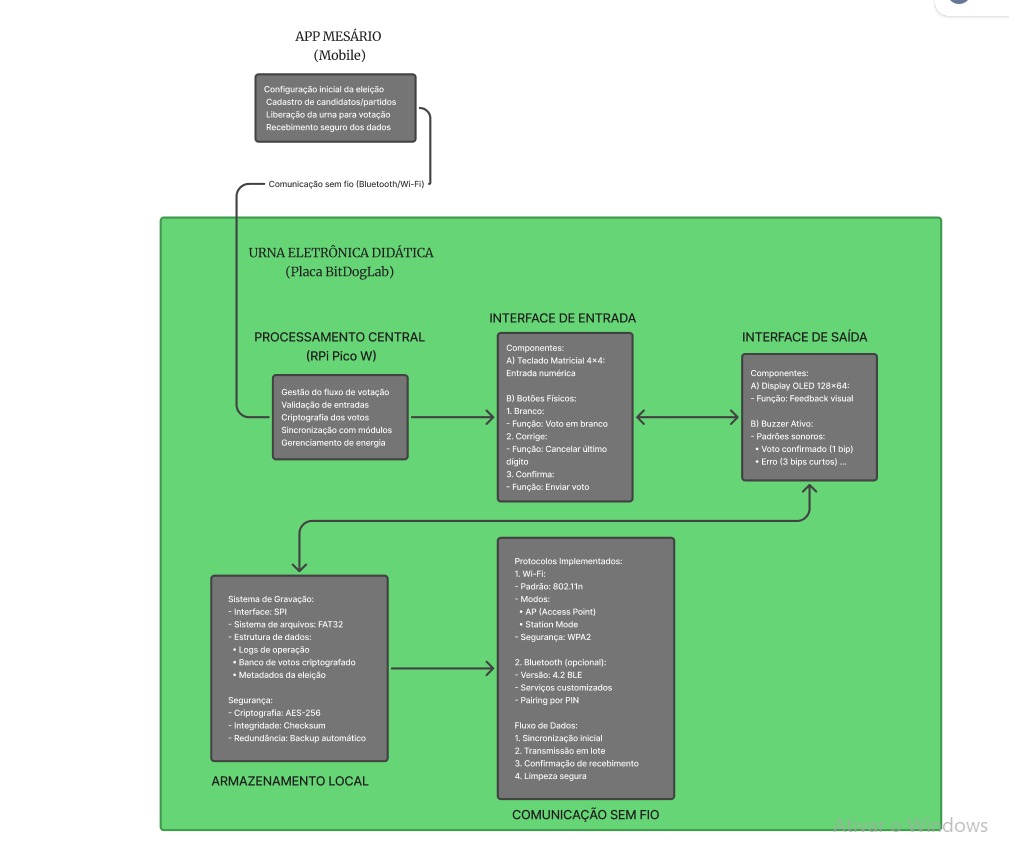 APP MESÁRIO
(Mobile)
Configuração inicial da eleição
Cadastro de candidatos/partidos
Liberação da urna para votação
Recebimento seguro dos dados
Comunicação sem fio (Bluetooth/Wi-Fi)
URNA ELETRÔNICA DIDÁTICA
(Placa BitDogLab)
PROCESSAMENTO CENTRAL
(RPi Pico W)
Gestão do fluxo de votação
Validação de entradas
Criptografia dos votos
Sincronização com módulos
Gerenciamento de energia
INTERFACE DE ENTRADA
Componentes:
A) Teclado Matricial 4×4:
Entrada numérica
B) Botões Físicos:
1. Branco:
- Função: Voto em branco
2. Corrige:
- Função: Cancelar último
dígito
3. Confirma:
- Função: Enviar voto
INTERFACE DE SAÍDA
Componentes:
A) Display OLED 128×64:
- Função: Feedback visual
B) Buzzer Ativo:
- Padrões sonoros:
• Voto confirmado (1 bip)
• Erro (3 bips curtos) ...
Sistema de Gravação:
- Interface: SPI
- Sistema de arquivos: FAT32
- Estrutura de dados:
• Logs de operação
• Banco de votos criptografado
• Metadados da eleição
Segurança:
- Criptografia: AES-256
- Integridade: Checksum
- Redundância: Backup automático
ARMAZENAMENTO LOCAL
Protocolos Implementados:
1. Wi-Fi:
- Padrão: 802.11n
- Modos:
• AP (Access Point)
• Station Mode
- Segurança: WPA2
2. Bluetooth (opcional):
- Versão: 4.2 BLE
- Serviços customizados
- Pairing por PIN
Fluxo de Dados:
1. Sincronização inicial
2. Transmissão em lote
3. Confirmação de recebimento
4. Limpeza segura
COMUNICAÇÃO SEM FIO
Ativar o Windows